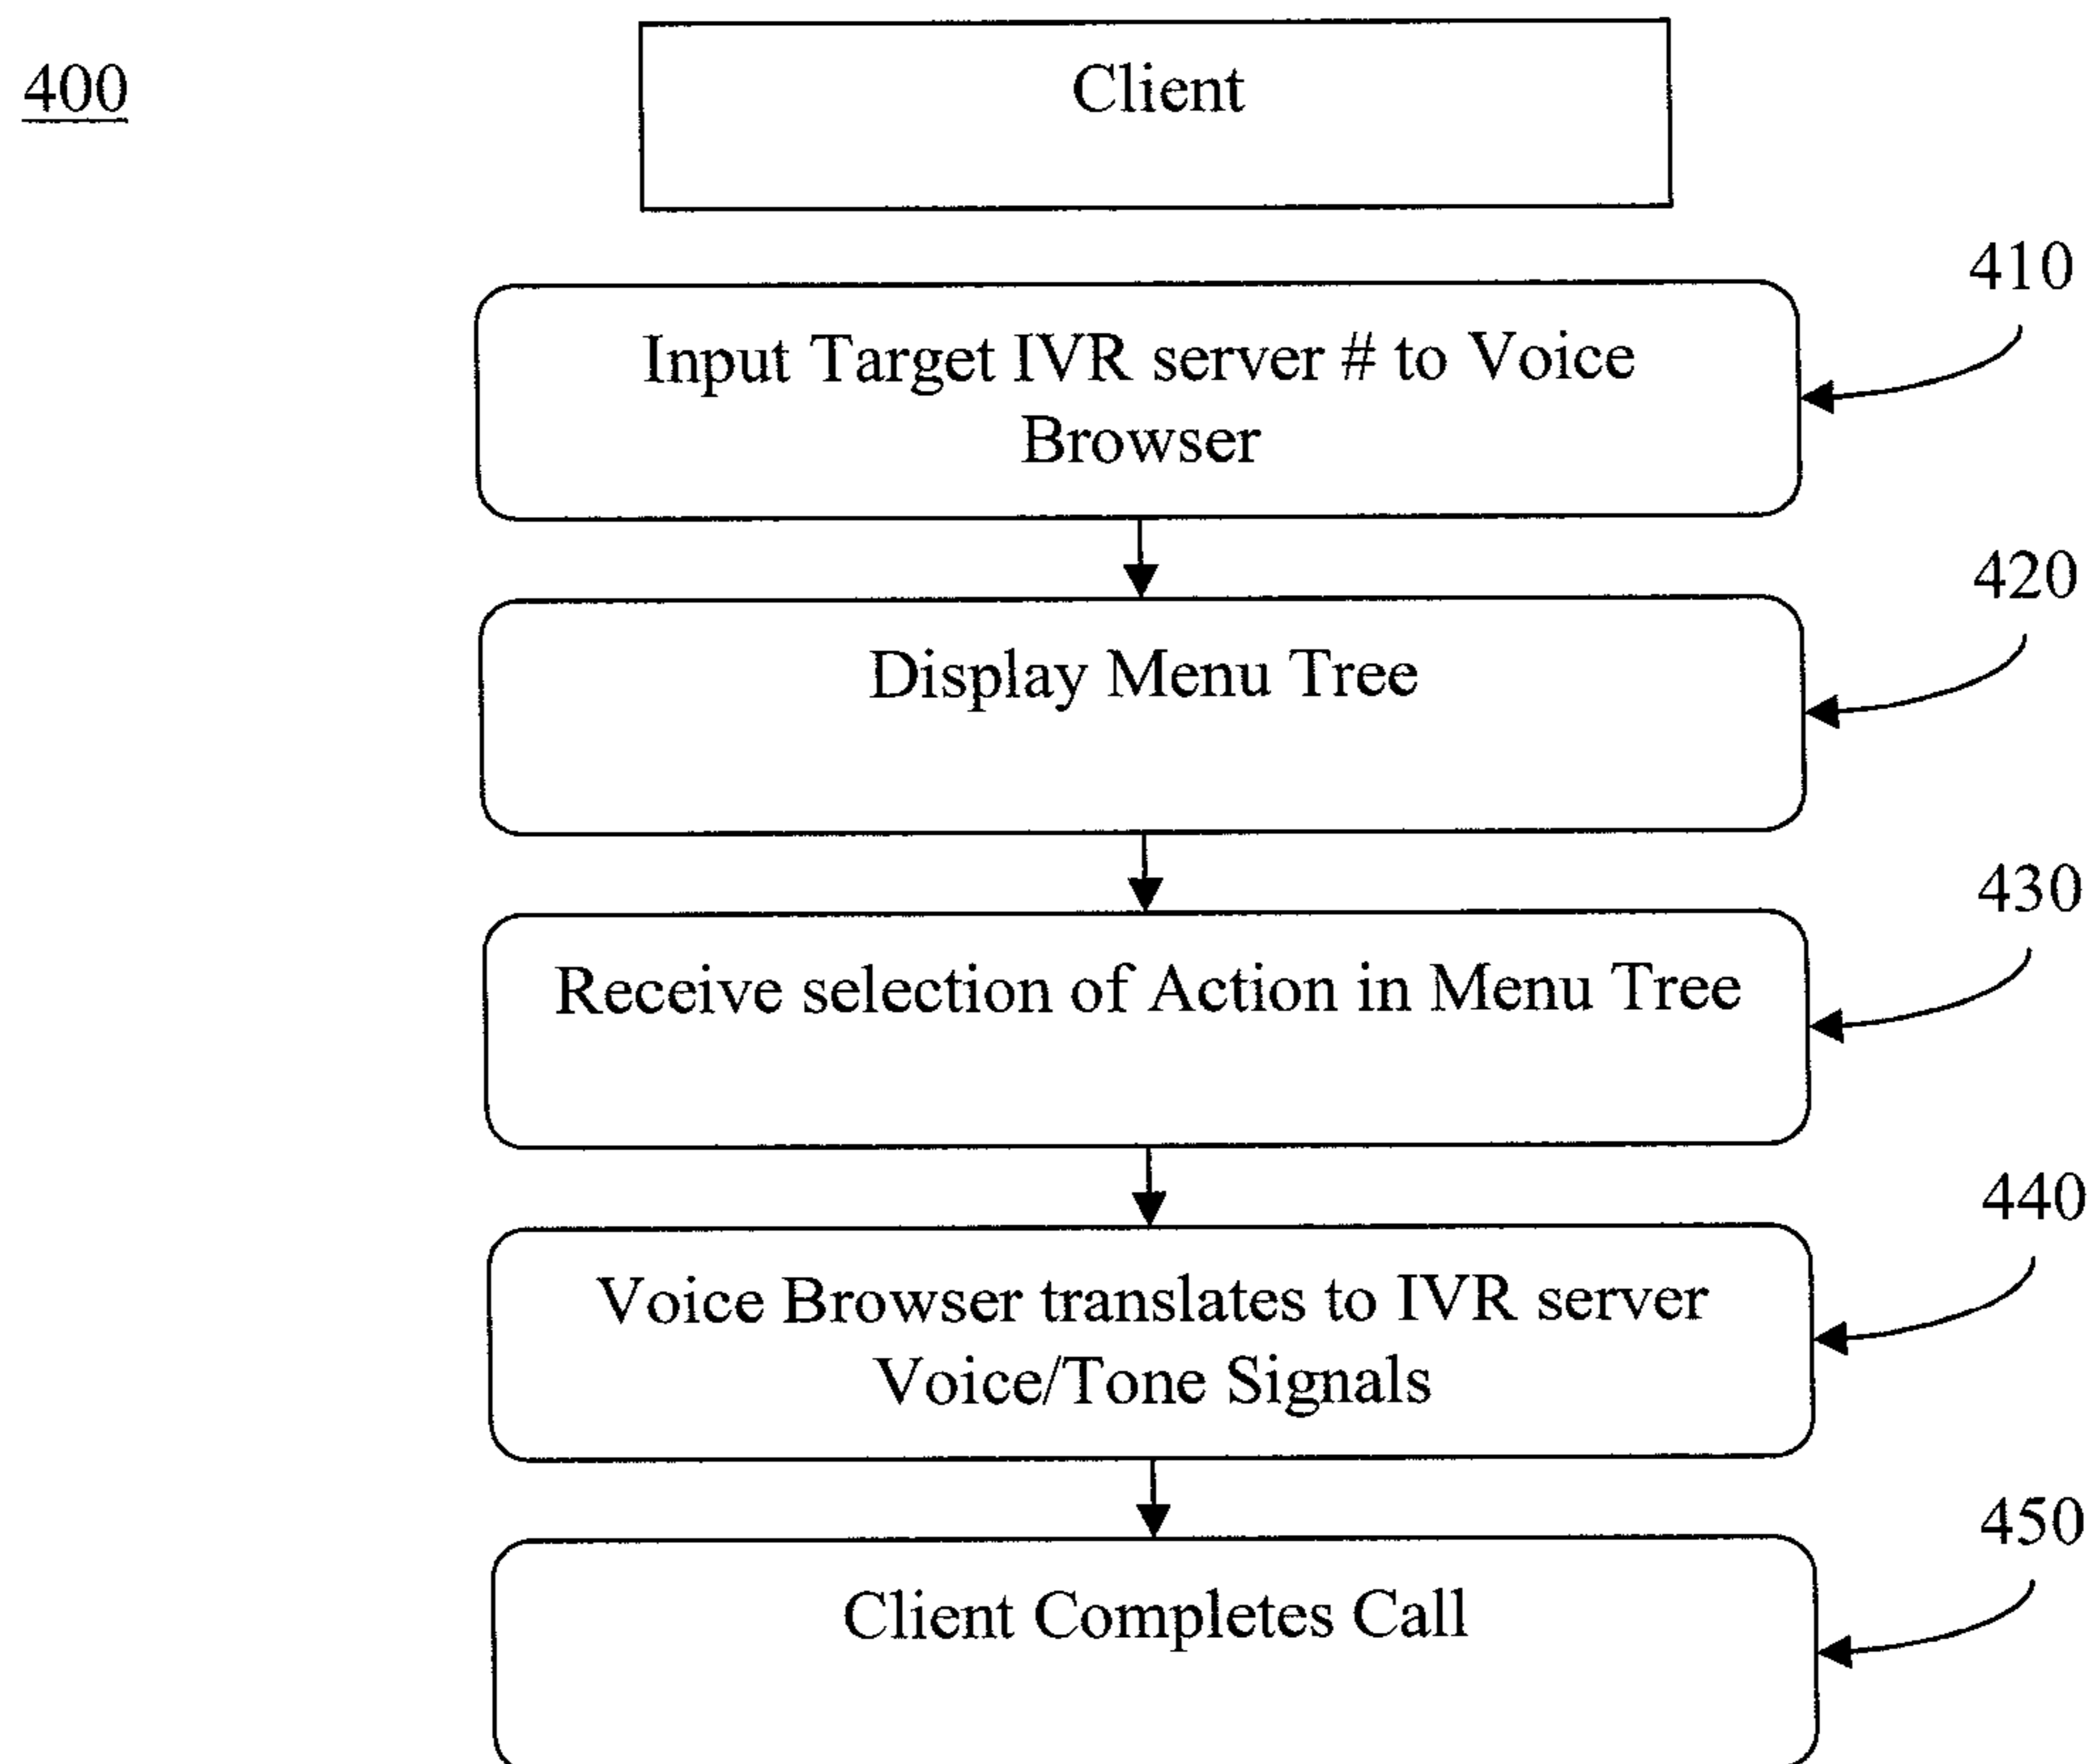 400
Client
410
Input Target IVR server # to Voice
Browser
420
Display Menu Tree
430
Receive selection of Action in Menu Tree
440
Voice Browser translates to IVR server
Voice/Tone Signals
450
Client Completes Call